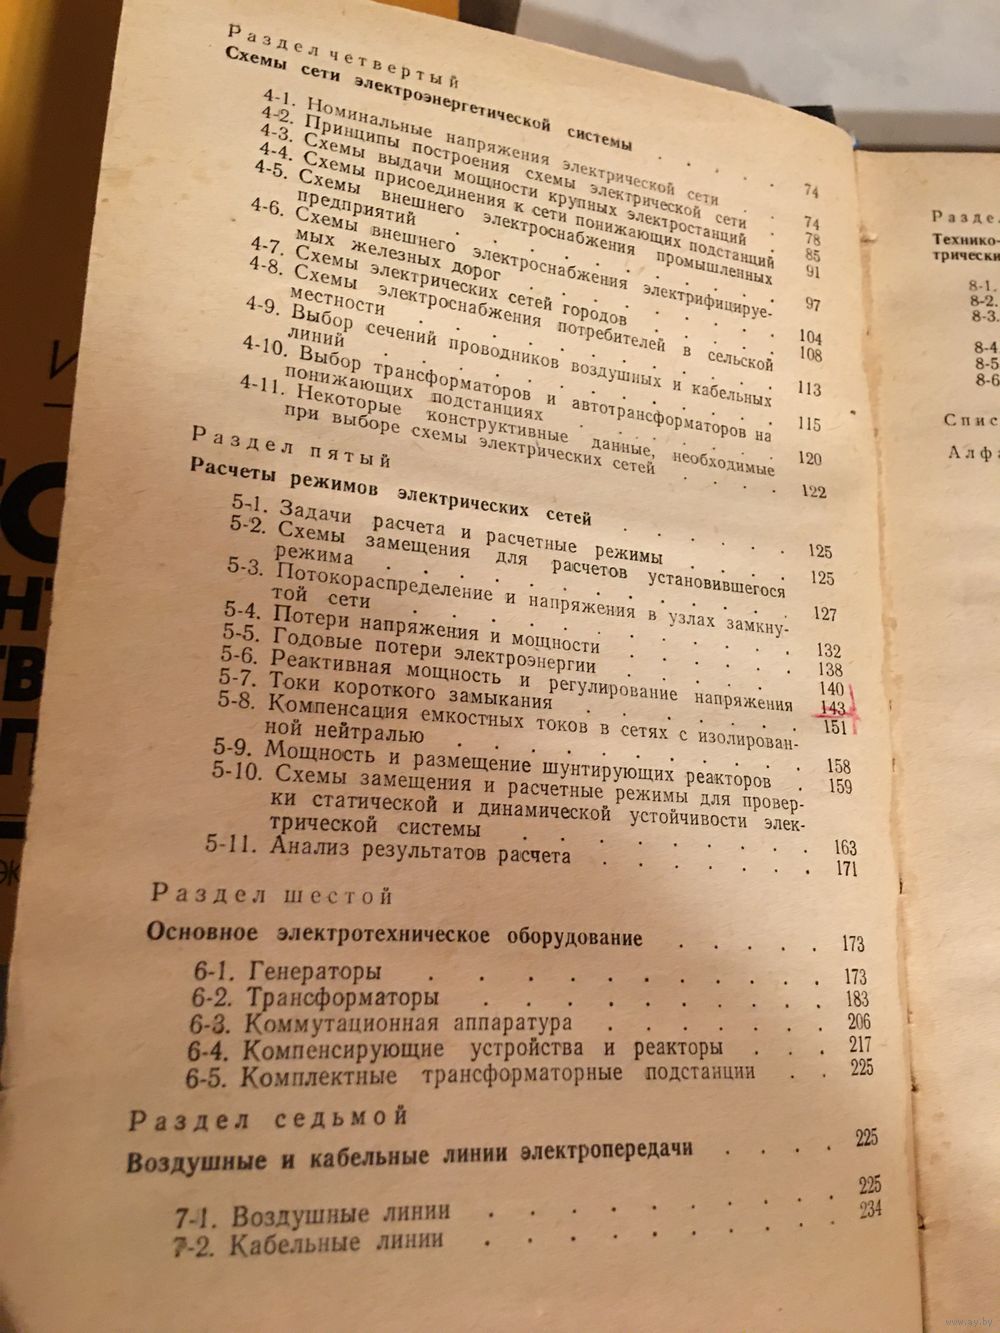 Раздел четвертый
Схемы сети электроэнергетической системы . . . . . 74
4-1. Номинальные напряжения электрической сети . . 74
4-2. Принципы построения схемы электрической сети . . 78
4-3. Схемы выдачи мощности крупных электростанций . 85
4-4. Схемы присоединения к сети понижающих подстанций 91
4-5. Схемы внешнего электроснабжения промышленных
предприятий . . . . . . . . . 97
4-6. Схемы внешнего электроснабжения электрифицируе-
мых железных дорог . . . . . . . 104
4-7. Схемы электрических сетей городов . . . . . 108
4-8. Схемы электроснабжения потребителей в сельской
местности . . . . . . . . . . 113
4-9. Выбор сечений проводников воздушных и кабельных
линий . . . . . . . . . . . 115
4-10. Выбор трансформаторов и автотрансформаторов на
понижающих подстанциях . . . . . . 120
4-11. Некоторые конструктивные данные, необходимые
при выборе схемы электрических сетей . . . . 122
Раздел пятый
Расчеты режимов электрических сетей . . . . . . 125
5-1. Задачи расчета и расчетные режимы . . . . 125
5-2. Схемы замещения для расчетов установившегося
режима . . . . . . . . . . . 127
5-3. Потокораспределение и напряжения в узлах замкну-
той сети . . . . . . . . . . . 132
5-4. Потери напряжения и мощности . . . . . 138
5-5. Годовые потери электроэнергии . . . . . 140
5-6. Реактивная мощность и регулирование напряжения 143
5-7. Токи короткого замыкания . . . . . . . 151
5-8. Компенсация емкостных токов в сетях с изолирован-
ной нейтралью . . . . . . . . . 158
5-9. Мощность и размещение шунтирующих реакторов . 159
5-10. Схемы замещения и расчетные режимы для провер-
ки статической и динамической устойчивости элек-
трической системы . . . . . . . . 163
5-11. Анализ результатов расчета . . . . . . 171
Раздел шестой
Основное электротехническое оборудование . . . . . 173
6-1. Генераторы . . . . . . . . . 173
6-2. Трансформаторы . . . . . . . . 183
6-3. Коммутационная аппаратура . . . . . . 206
6-4. Компенсирующие устройства и реакторы . . . 217
6-5. Комплектные трансформаторные подстанции . . 225
Раздел седьмой
Воздушные и кабельные линии электропередачи . . . . 225
7-1. Воздушные линии . . . . . . . . 225
7-2. Кабельные линии . . . . . . . . 234
Технико-
8-1.
8-2.
8-3.
8-4
8-5
8-6
www.ay.by